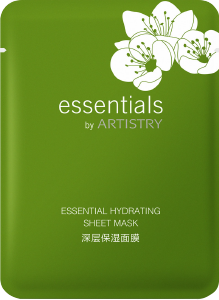 essentials
by ARTISTRY
ESSENTIAL HYDRATING
SHEET MASK
深层保湿面膜